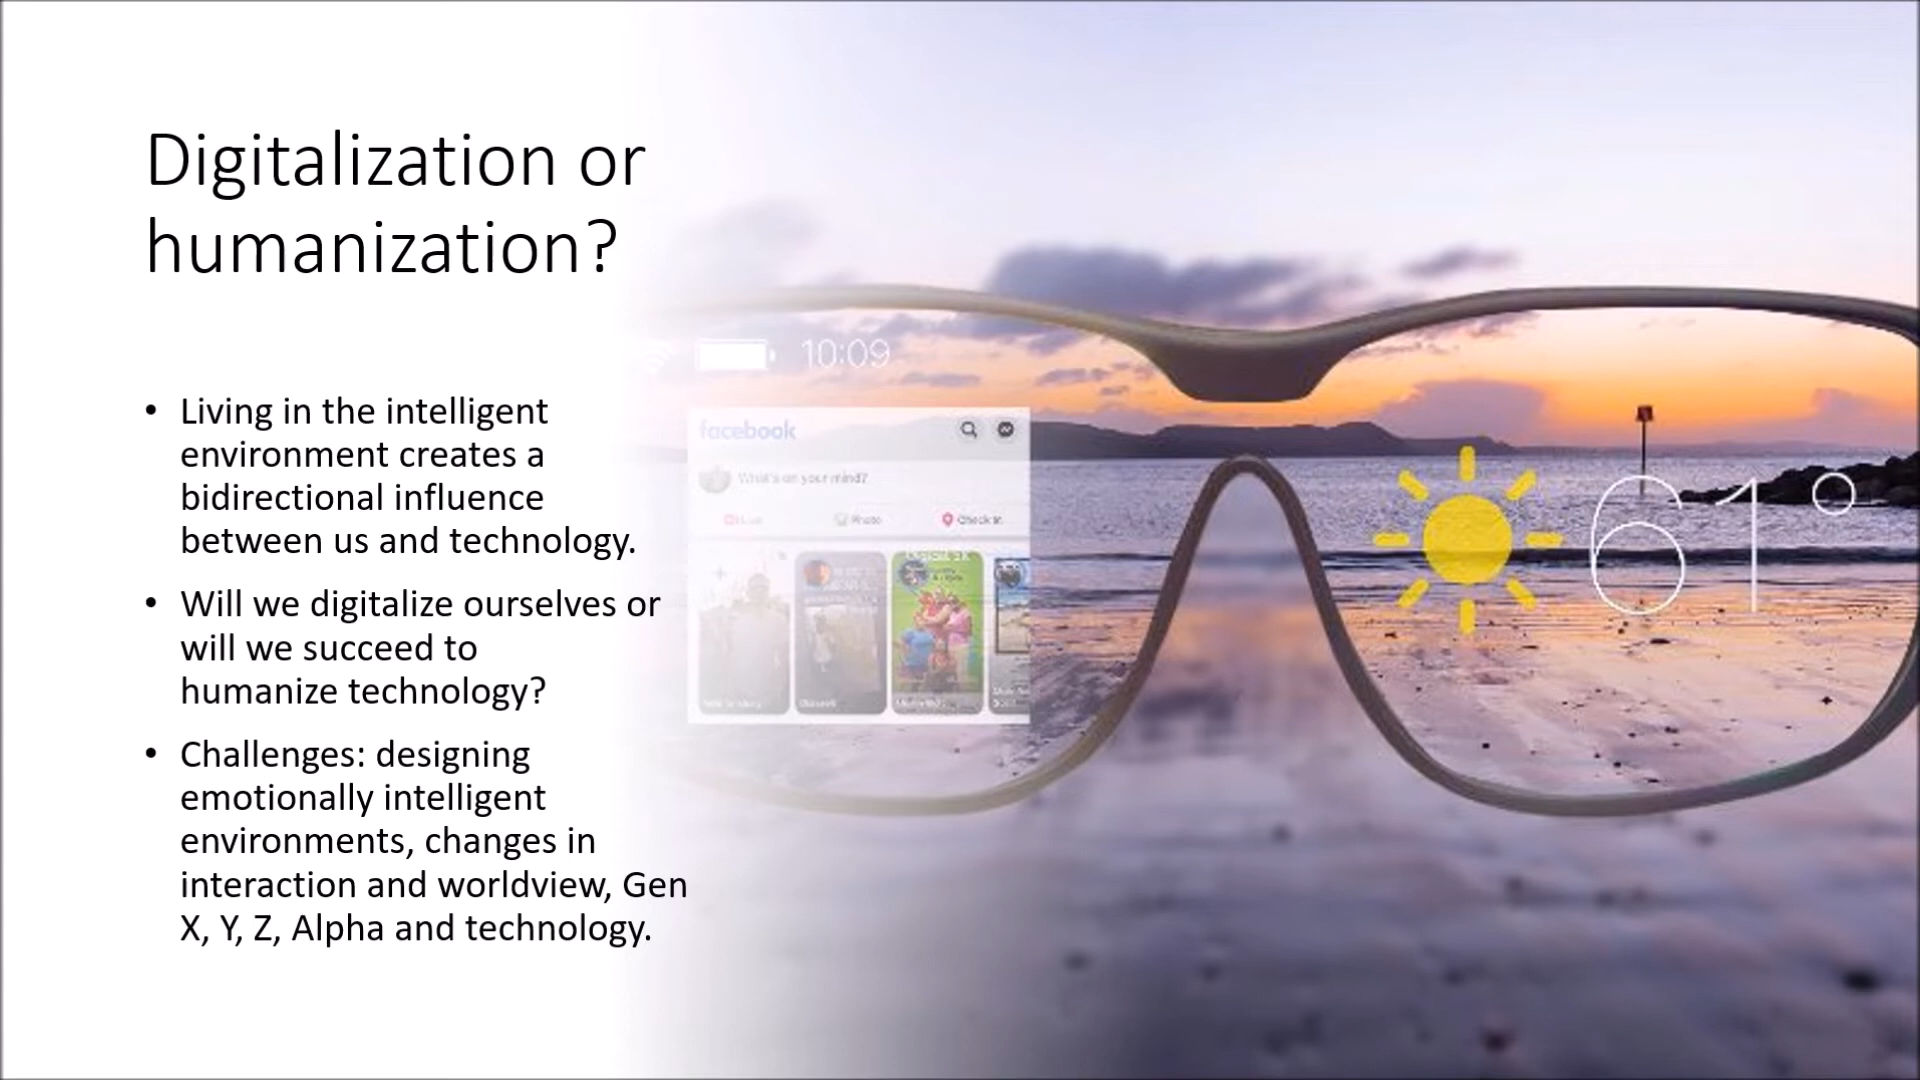 Digitalization or
humanization?
• Living in the intelligent
environment creates a
bidirectional influence
between us and technology.
• Will we digitalize ourselves or
will we succeed to
humanize technology?
• Challenges: designing
emotionally intelligent
environments, changes in
interaction and worldview, Gen
X, Y, Z, Alpha and technology.
10:09
facebook
What's on your mind?
Photo
Check In
61°